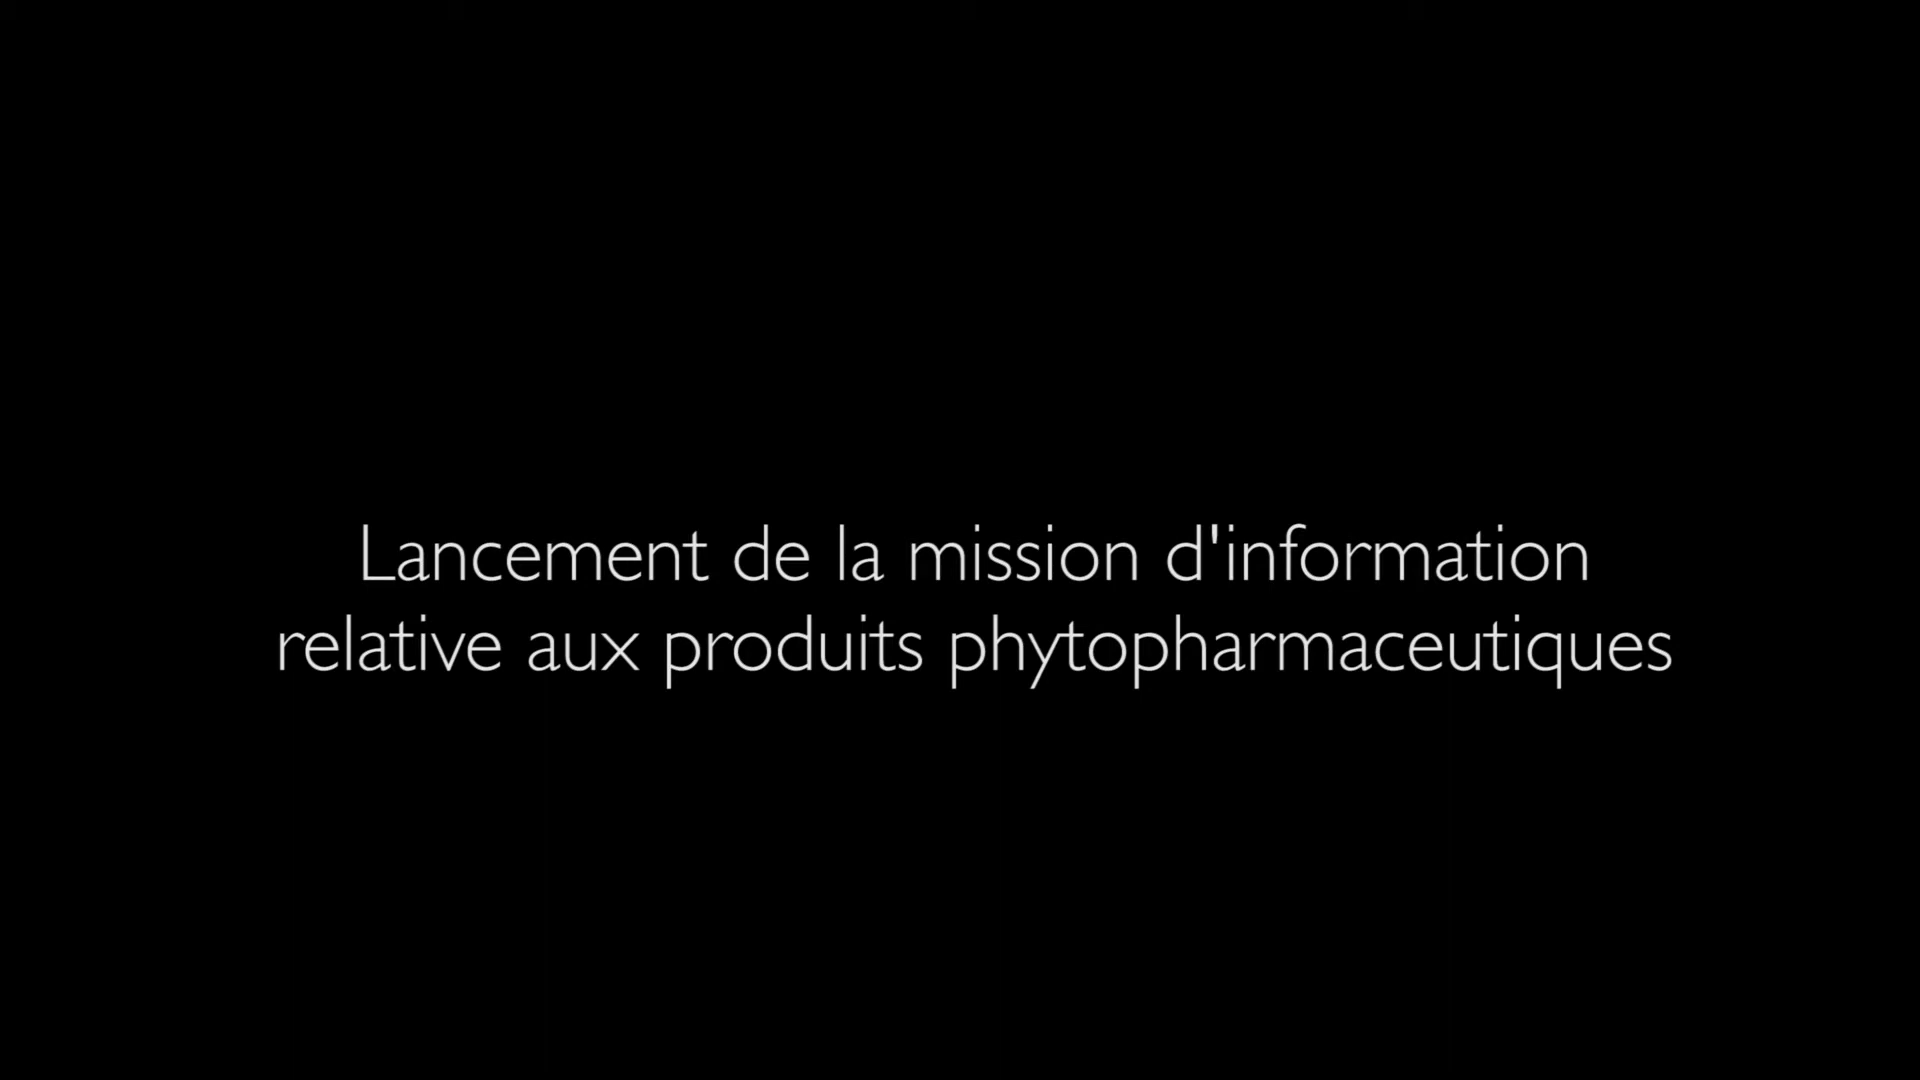 Lancement de la mission d'information
relative aux produits phytopharmaceutiques